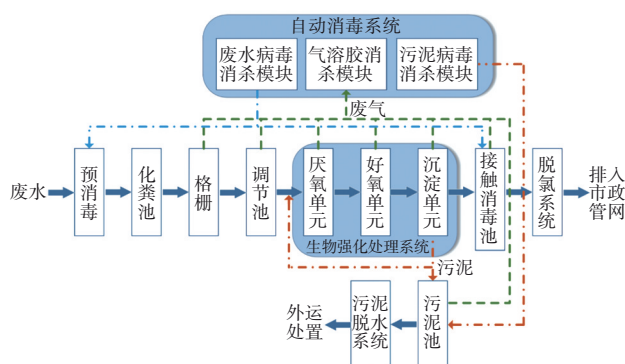 自动消毒系统
废水病毒
消杀模块
气溶胶消
杀模块
污泥病毒
消杀模块
废气
废水
预消毒
化粪池
格栅
调节池
厌氧单元
好氧单元
沉淀单元
接触消毒池
脱氯系统
排入
市政
管网
生物强化处理系统
污泥
外运
处置
污泥
脱水
系统
污泥池